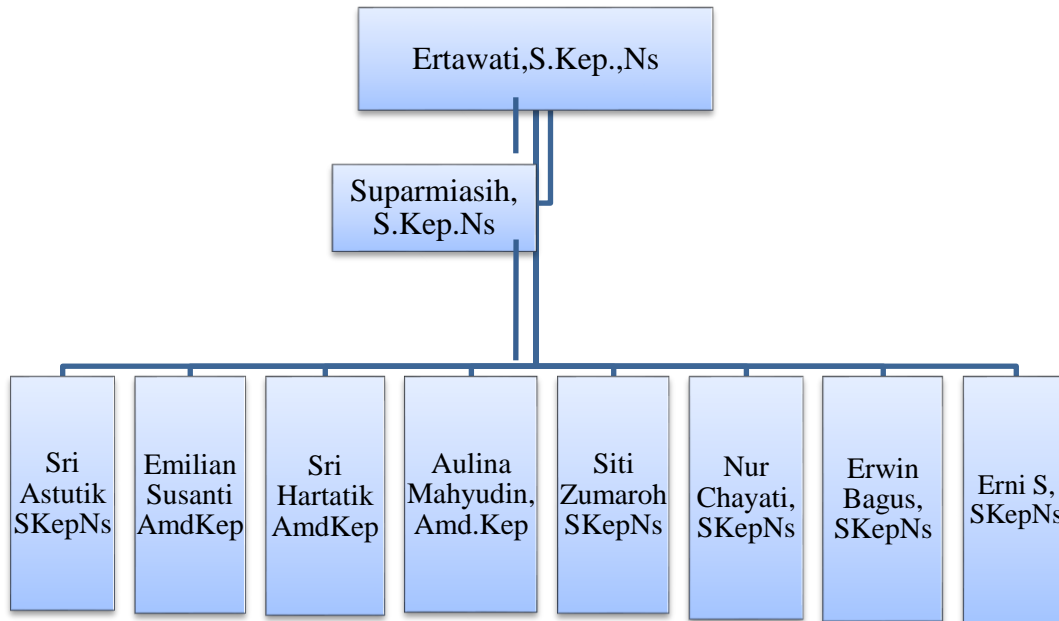 Ertawati,S.Kep.,Ns
Suparmiasih,
S.Kep.Ns
Sri
Astutik
SKepNs
Emilian
Susanti
AmdKep
Sri
Hartatik
AmdKep
Aulina
Mahyudin,
Amd.Kep
Siti
Zumaroh
SKepNs
Nur
Chayati,
SKepNs
Erwin
Bagus,
SKepNs
Erni S,
SKepNs